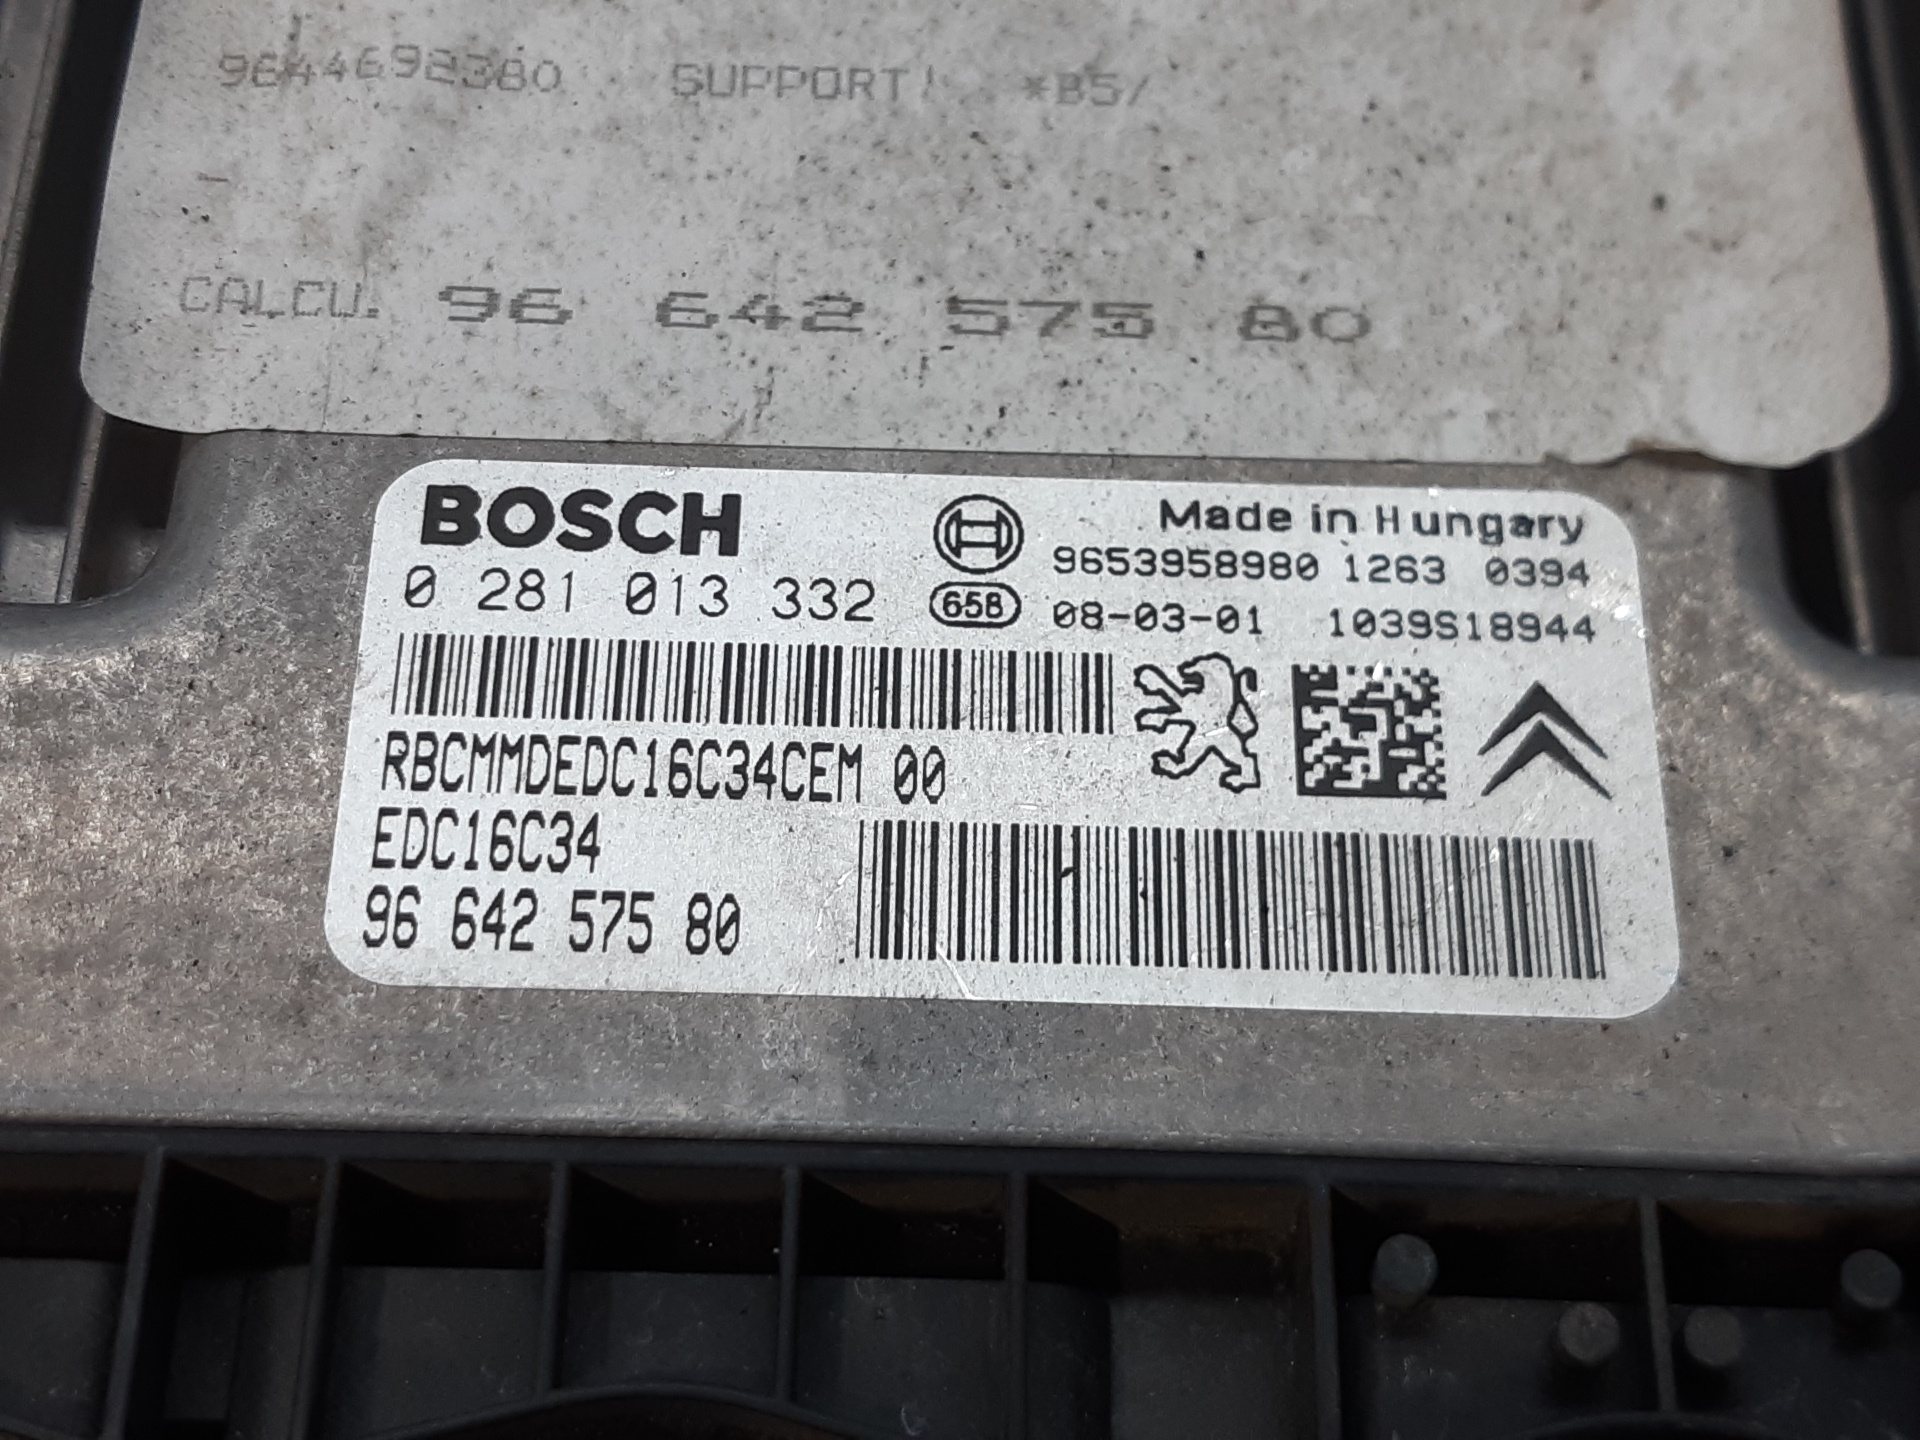 9644692380 SUPPORT! *B5/
CALCU. 96 642 575 80
BOSCH
Made in Hungary
9653958980 1263 0394
0 281 013 332
658
08-03-01 1039S18944
RBCMMDEDC16C34CEM 00
EDC16C34
96 642 575 80